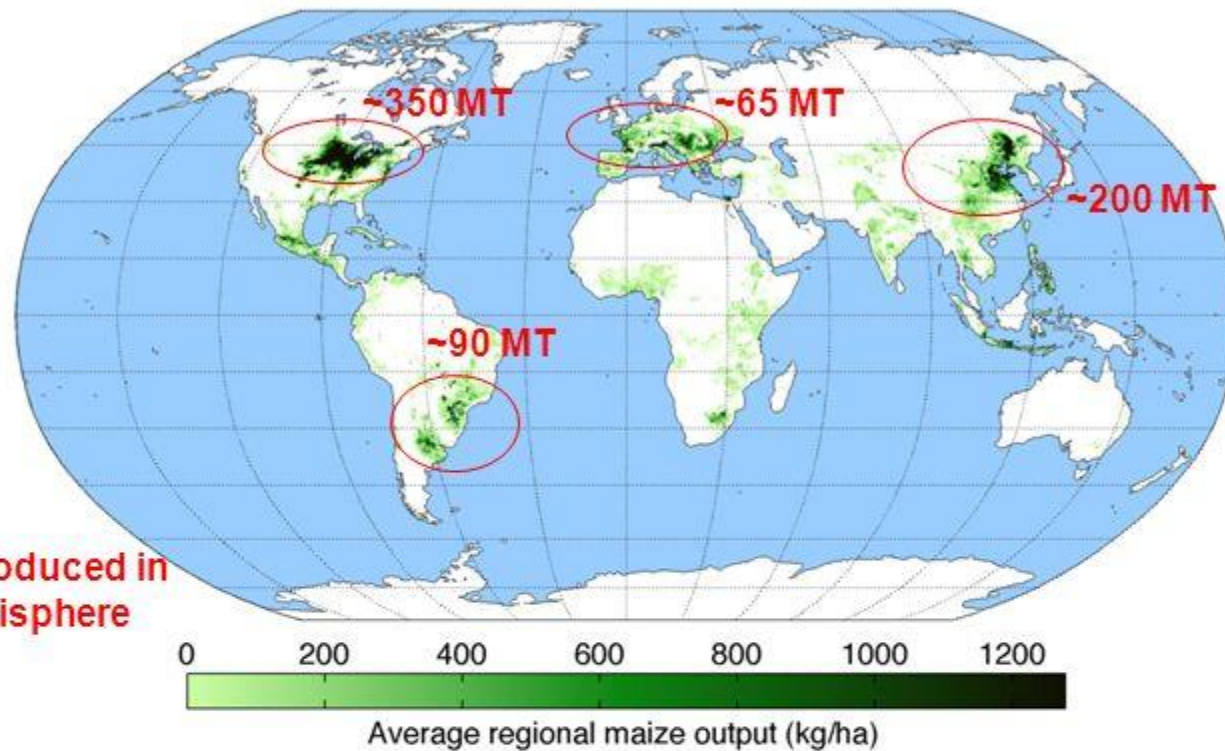 ~350 MT
~65 MT
~200 MT
~90 MT
oduced in
isphere
0 200 400 600 800 1000 1200
Average regional maize output (kg/ha)